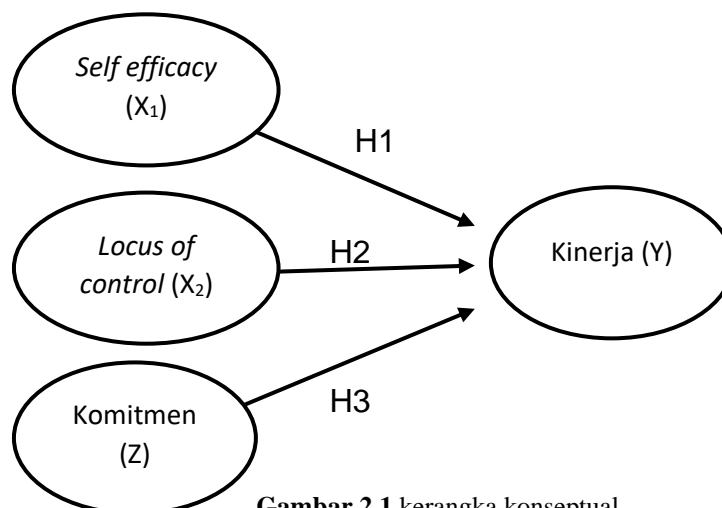 Self efficacy
(X₁)
H1
Locus of
control (X₂)
H2
Kinerja (Y)
Komitmen
(Z)
H3
Gambar 2.1 kerangka konseptual